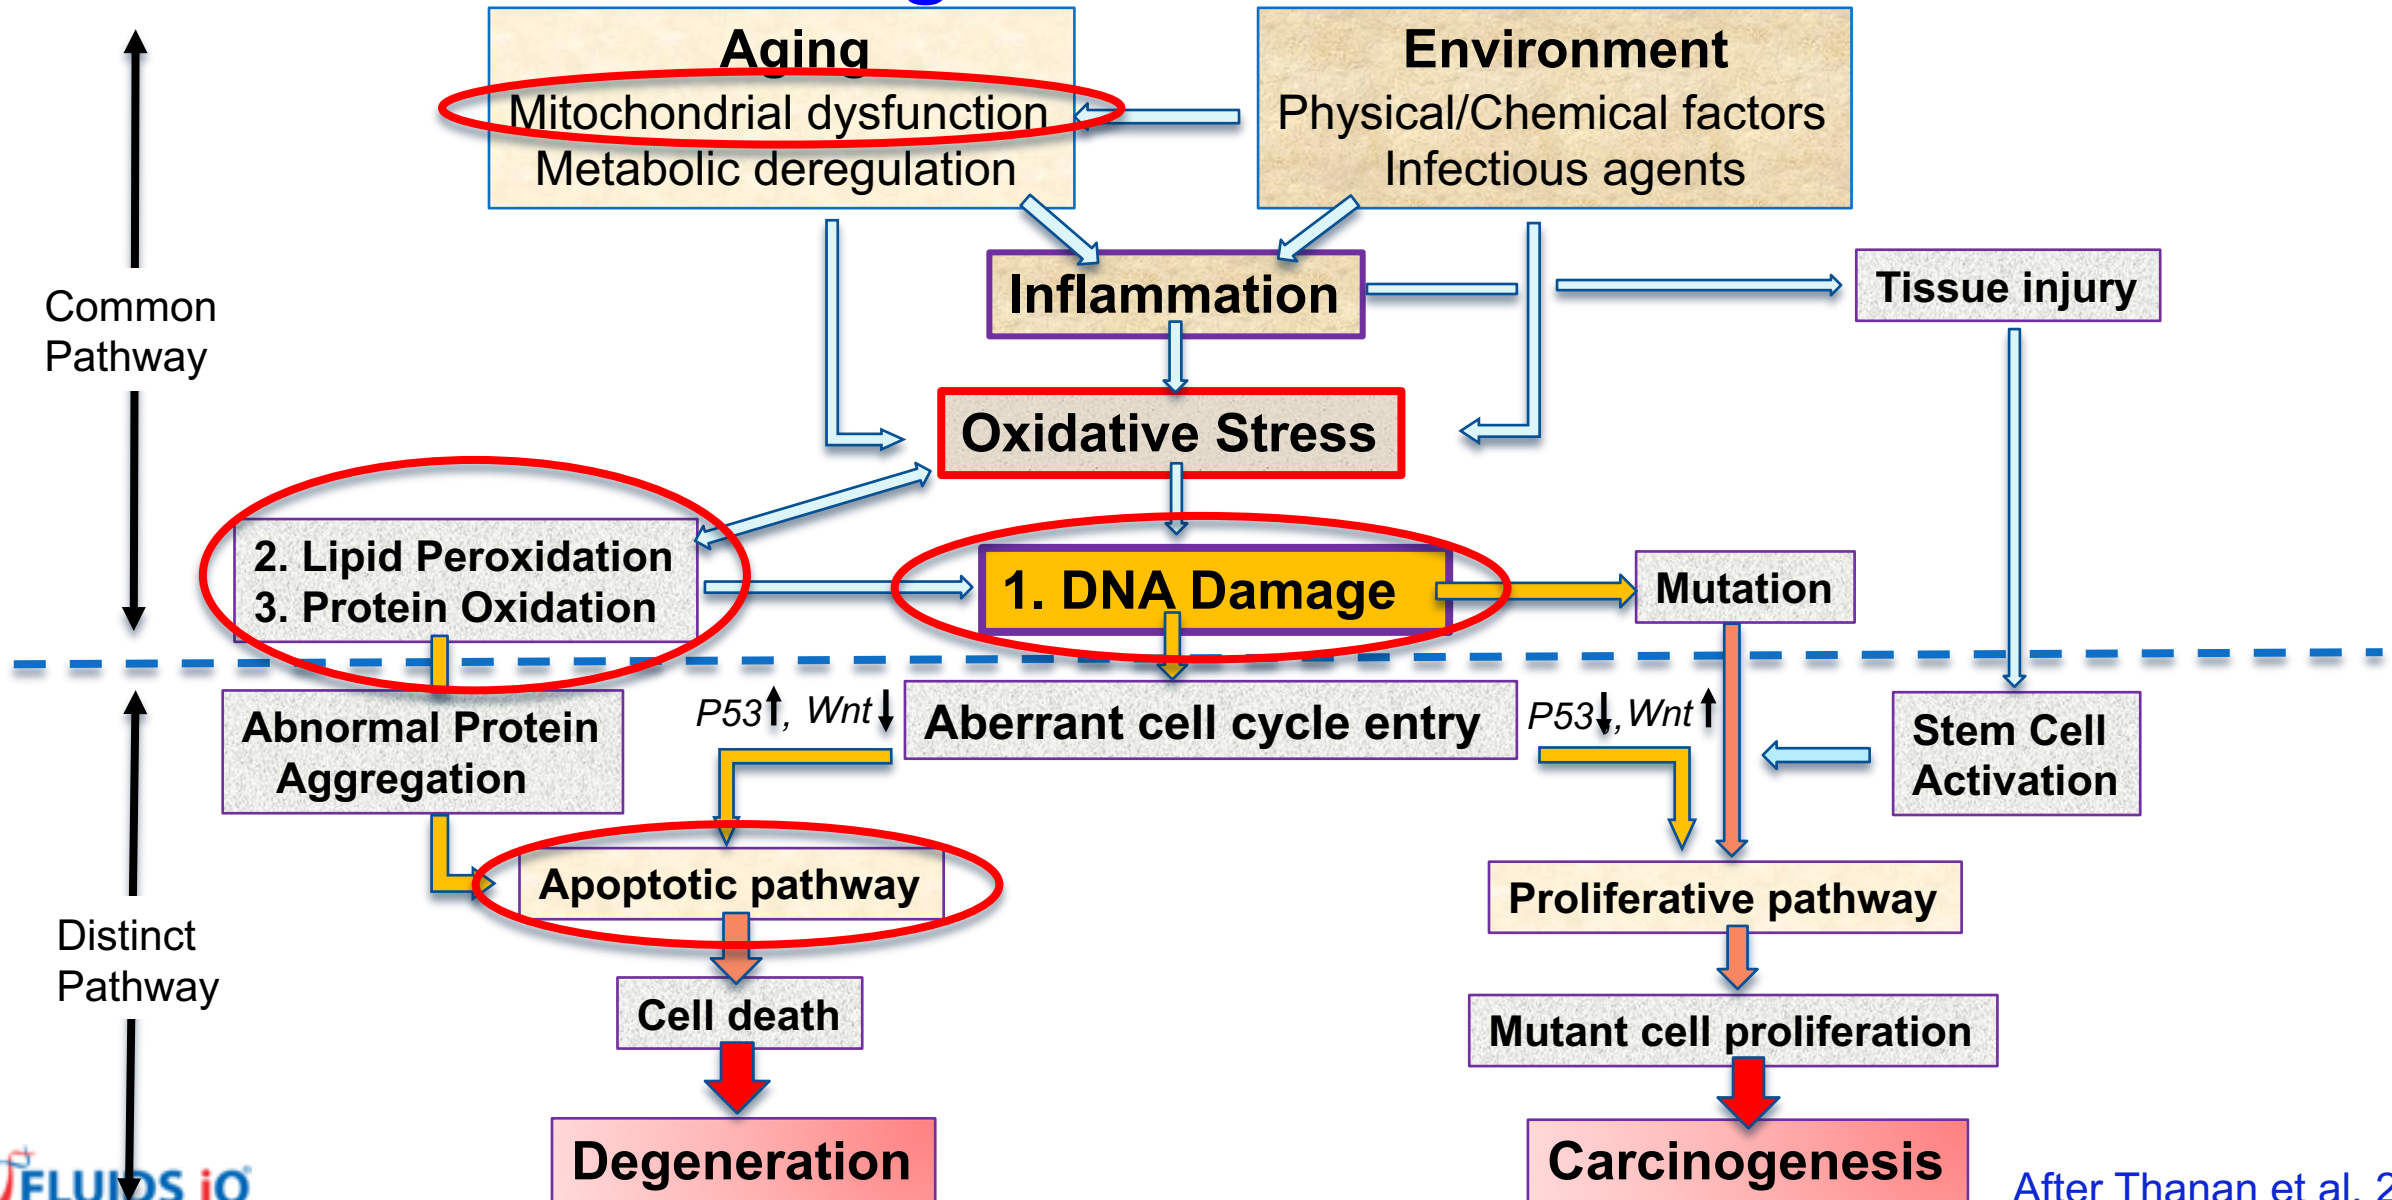 Aging
Mitochondrial dysfunction
Metabolic deregulation
Environment
Physical/Chemical factors
Infectious agents
Common
Pathway
Inflammation
Tissue injury
Oxidative Stress
2. Lipid Peroxidation
3. Protein Oxidation
1. DNA Damage
Mutation
Abnormal Protein
Aggregation
P53↑, Wnt↓
Aberrant cell cycle entry
P53↓, Wnt↑
Stem Cell
Activation
Apoptotic pathway
Proliferative pathway
Distinct
Pathway
Cell death
Mutant cell proliferation
Degeneration
Carcinogenesis
FLUIDS iQ
After Thanan et al. 2